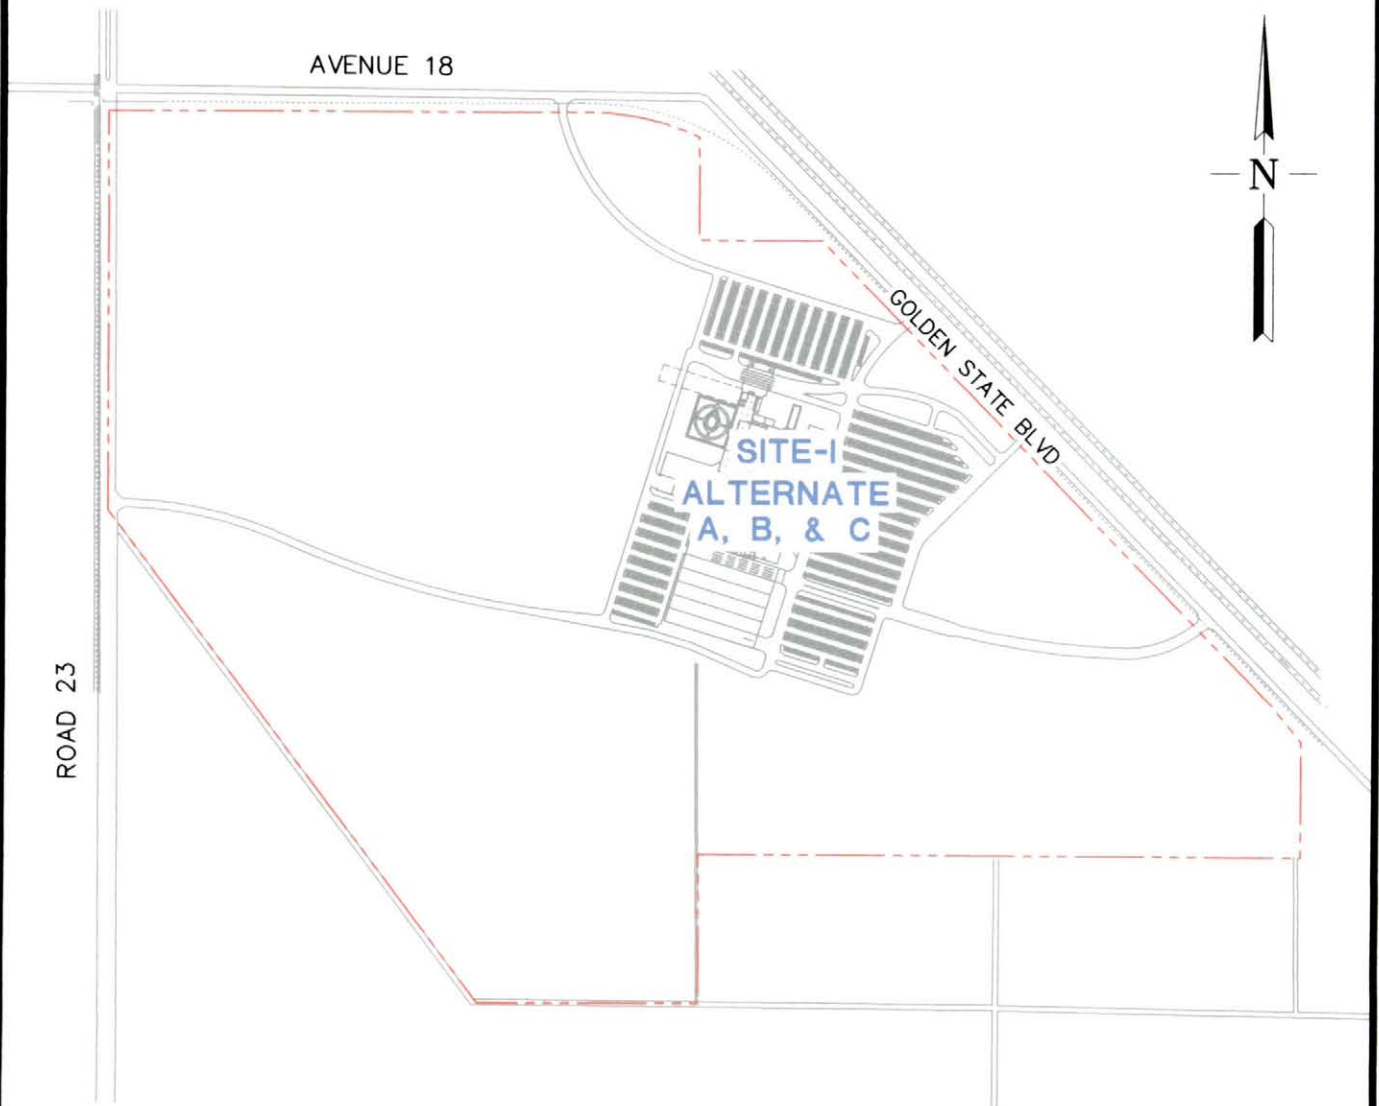 AVENUE 18
N
GOLDEN STATE BLVD
SITE-I
ALTERNATE
A, B, & C
ROAD 23